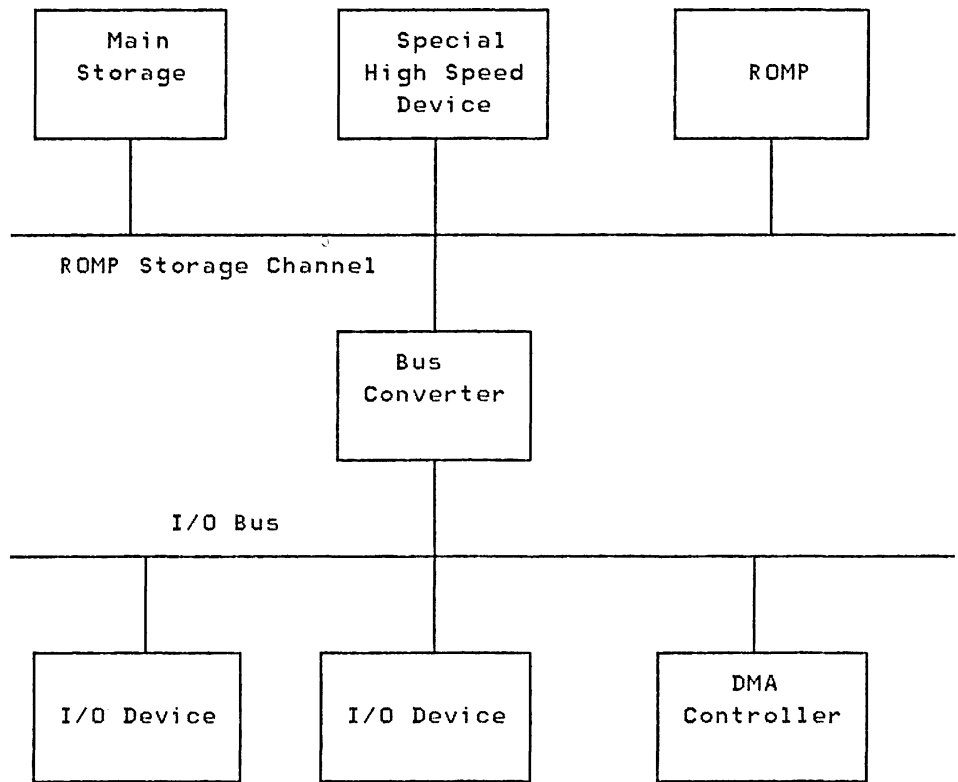 Main
Storage
Special
High Speed
Device
ROMP
ROMP Storage Channel
Bus
Converter
I/O Bus
I/O Device
I/O Device
DMA
Controller